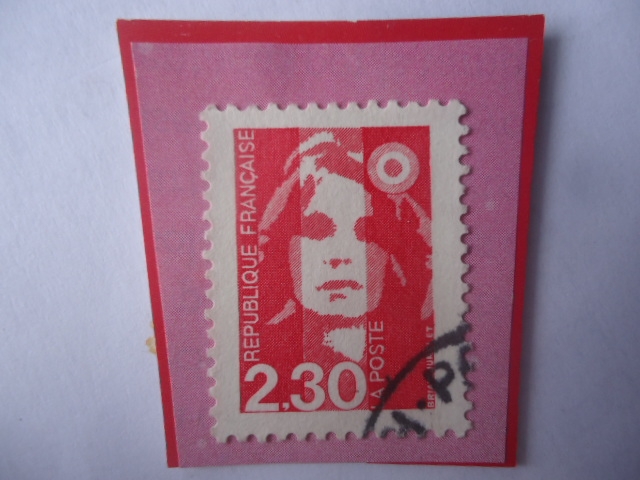 REPUBLIQUE FRANÇAISE
2,30
LA POSTE